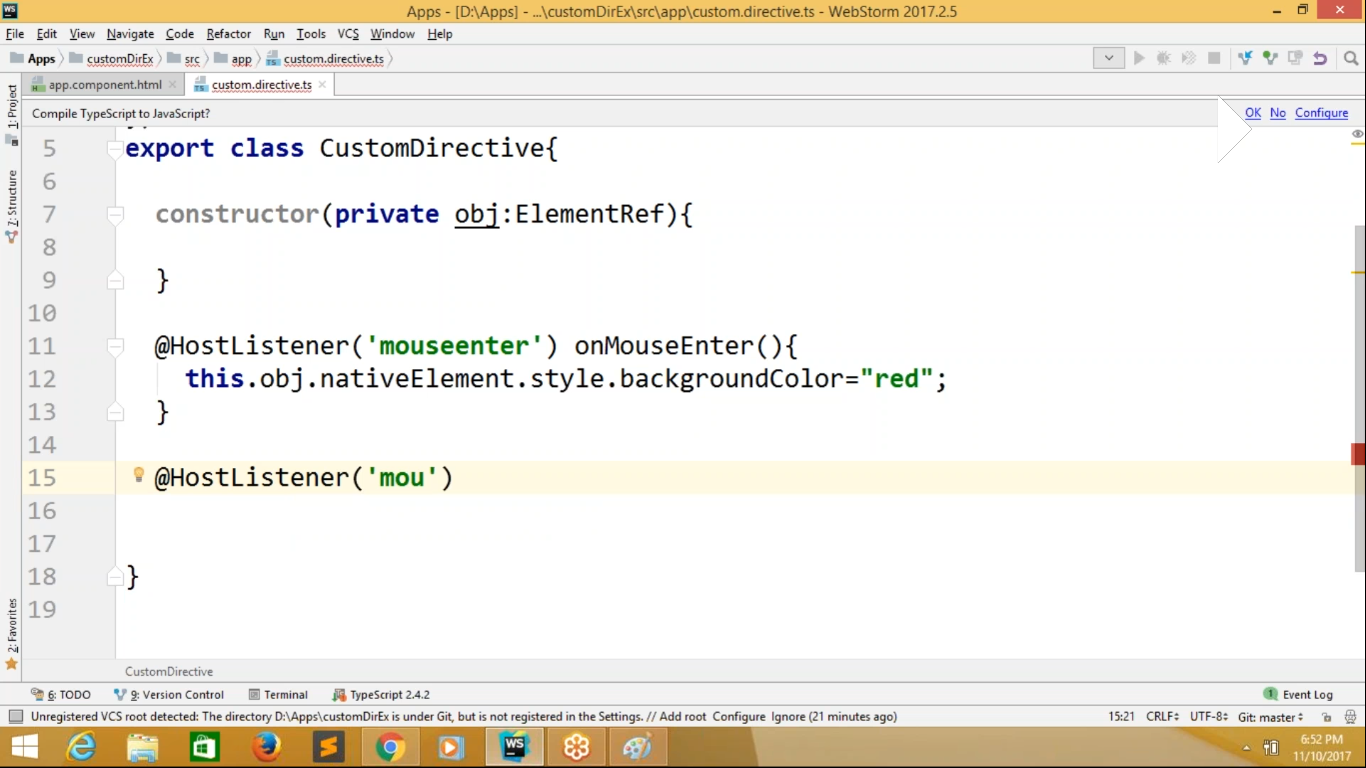 WS
Apps - [D:\Apps] - ...\customDirEx\src\app\custom.directive.ts - WebStorm 2017.2.5
File Edit View Navigate Code Refactor Run Tools VCS Window Help
Apps customDirEx src app custom.directive.ts
app.component.html custom.directive.ts
1: Project
7: Structure
2: Favorites
Compile TypeScript to JavaScript? OK No Configure
5 export class CustomDirective{
6
7 constructor(private obj:ElementRef){
8
9 }
10
11 @HostListener('mouseenter') onMouseEnter(){
12 this.obj.nativeElement.style.backgroundColor="red";
13 }
14
15 @HostListener('mou')
16
17
18 }
19
CustomDirective
6: TODO 9: Version Control Terminal TypeScript 2.4.2 1 Event Log
Unregistered VCS root detected: The directory D:\Apps\customDirEx is under Git, but is not registered in the Settings. // Add root Configure Ignore (21 minutes ago) 15:21 CRLF UTF-8 Git: master
WS
6:52 PM
11/10/2017